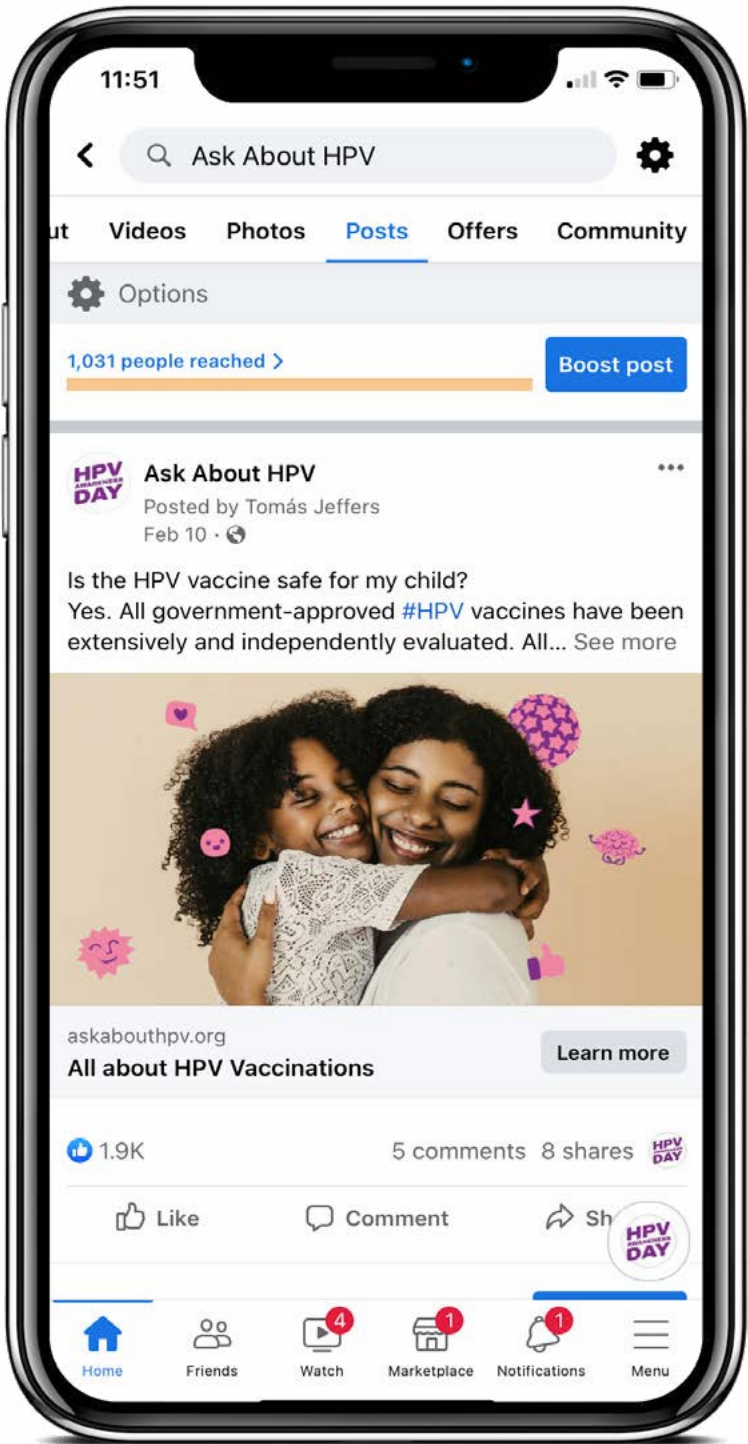 11:51
Ask About HPV
ut Videos Photos Posts Offers Community
Options
1,031 people reached >
Boost post
HPV
AWARENESS
DAY
Ask About HPV
Posted by Tomás Jeffers
Feb 10 ·
Is the HPV vaccine safe for my child?
Yes. All government-approved #HPV vaccines have been
extensively and independently evaluated. All... See more
askabouthpv.org
All about HPV Vaccinations
Learn more
1.9K 5 comments 8 shares
HPV
DAY
Like Comment Sh
HPV
AWARENESS
DAY
4 1 1
Home Friends Watch Marketplace Notifications Menu